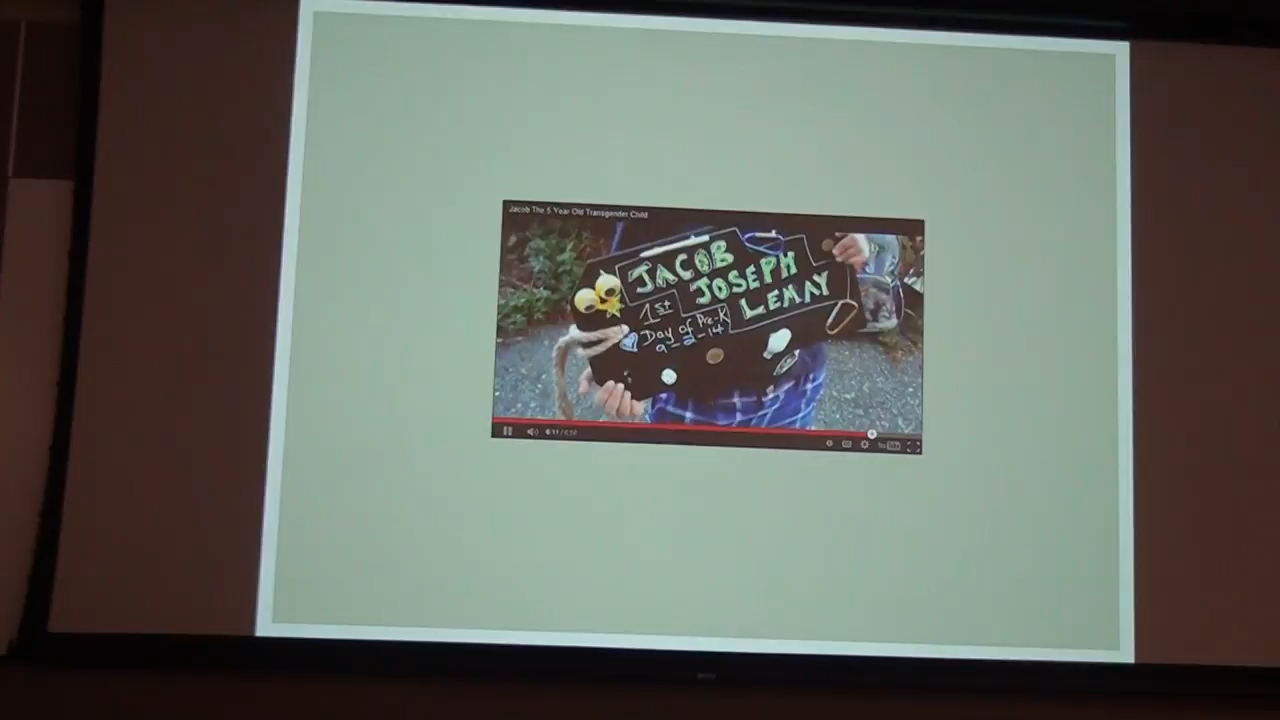 Jacob The 5 Year Old Transgender Child
JACOB
JOSEPH
LEMAY
1st
Day of Pre-K
9-2-14